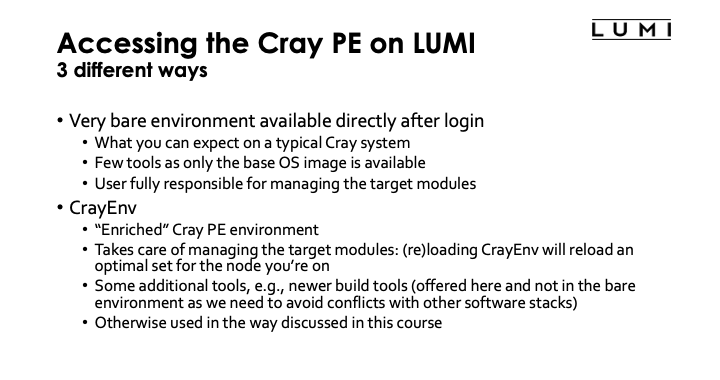 LUMI
Accessing the Cray PE on LUMI
3 different ways
• Very bare environment available directly after login
• What you can expect on a typical Cray system
• Few tools as only the base OS image is available
• User fully responsible for managing the target modules
• CrayEnv
• “Enriched” Cray PE environment
• Takes care of managing the target modules: (re)loading CrayEnv will reload an
optimal set for the node you’re on
• Some additional tools, e.g., newer build tools (offered here and not in the bare
environment as we need to avoid conflicts with other software stacks)
• Otherwise used in the way discussed in this course